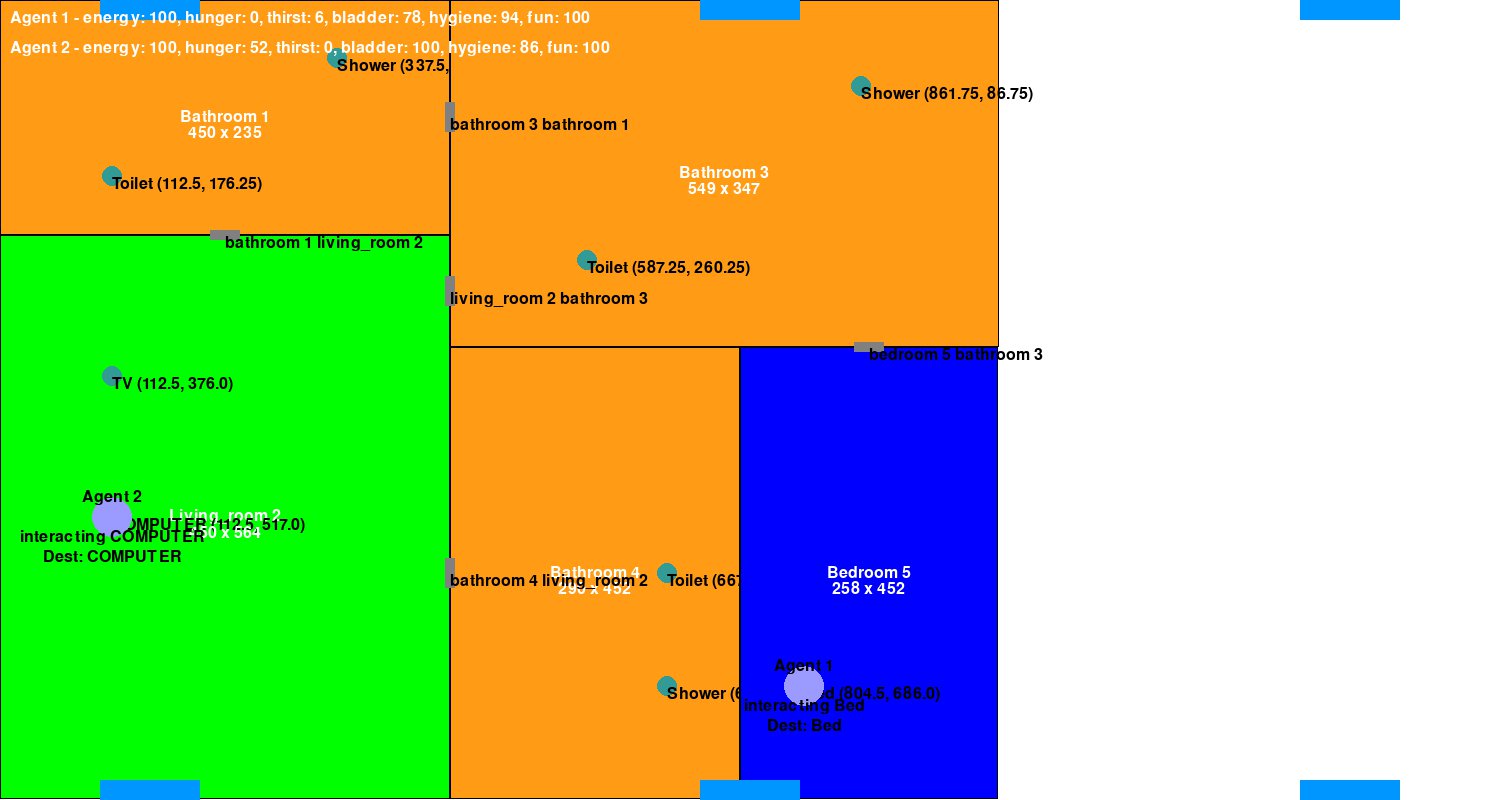 Agent 1 - energy: 100, hunger: 0, thirst: 6, bladder: 78, hygiene: 94, fun: 100
Agent 2 - energy: 100, hunger: 52, thirst: 0, bladder: 100, hygiene: 86, fun: 100
Shower (337.5,
Shower (861.75, 86.75)
Bathroom 1
450 x 235
bathroom 3 bathroom 1
Bathroom 3
549 x 347
Toilet (112.5, 176.25)
bathroom 1 living_room 2
Toilet (587.25, 260.25)
living_room 2 bathroom 3
bedroom 5 bathroom 3
TV (112.5, 376.0)
Agent 2
Living_room 2
450 x 564
COMPUTER (112.5, 517.0)
interacting COMPUTER
Dest: COMPUTER
Bathroom 4
290 x 452
bathroom 4 living_room 2
Toilet (667
Bedroom 5
258 x 452
Agent 1
Shower (6
Bed (804.5, 686.0)
interacting Bed
Dest: Bed